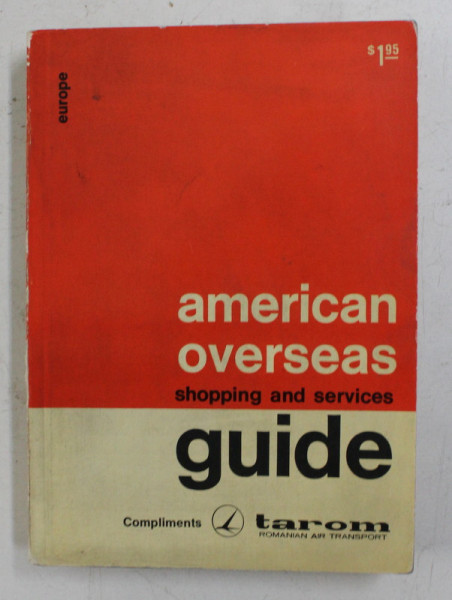 $1.95
europe
american
overseas
shopping and services
guide
Compliments tarom
ROMANIAN AIR TRANSPORT